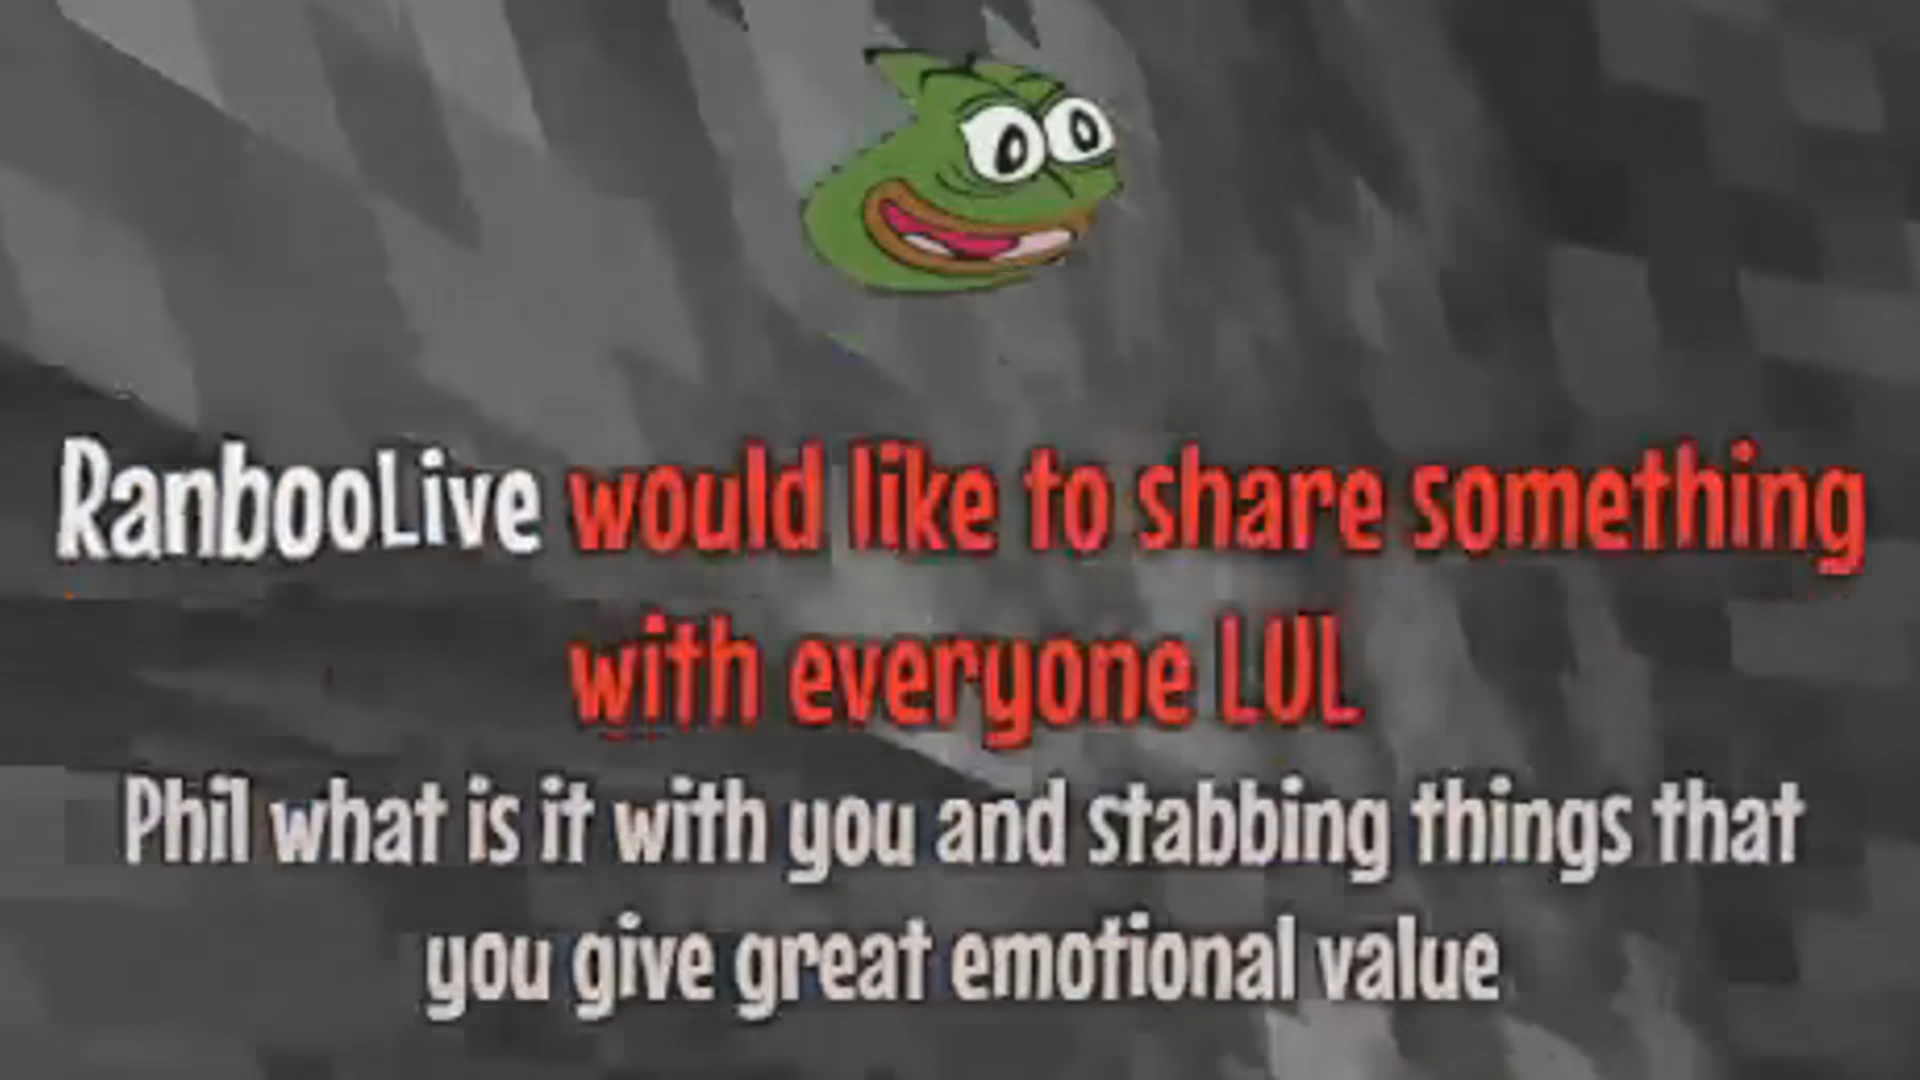 RanbooLive would like to share something
with everyone LUL
Phil what is it with you and stabbing things that
you give great emotional value